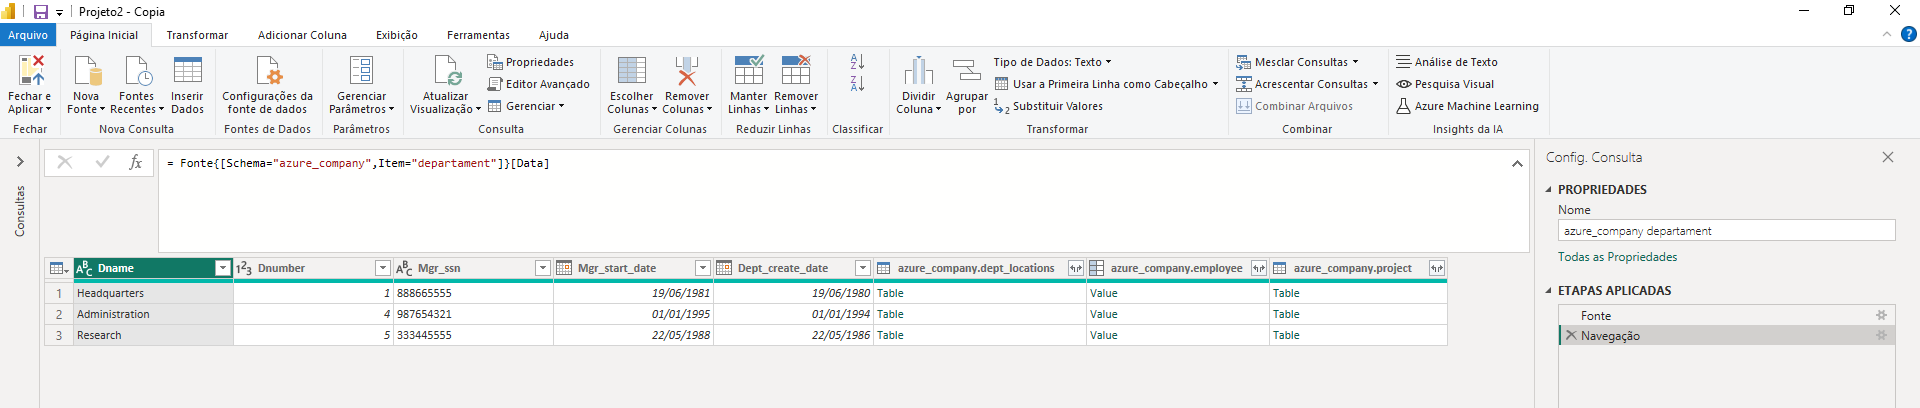 Projeto2 - Copia
Arquivo Página Inicial Transformar Adicionar Coluna Exibição Ferramentas Ajuda
Fechar e Aplicar
Fechar
Nova Fonte
Fontes Recentes
Inserir Dados
Nova Consulta
Configurações da fonte de dados
Fontes de Dados
Gerenciar Parâmetros
Parâmetros
Atualizar Visualização
Propriedades
Editor Avançado
Gerenciar
Consulta
Escolher Colunas
Remover Colunas
Gerenciar Colunas
Manter Linhas
Remover Linhas
Reduzir Linhas
Classificar
Dividir Coluna
Agrupar por
Tipo de Dados: Texto
Usar a Primeira Linha como Cabeçalho
Substituir Valores
Transformar
Mesclar Consultas
Acrescentar Consultas
Combinar Arquivos
Combinar
Análise de Texto
Pesquisa Visual
Azure Machine Learning
Insights da IA
Consultas
fx
= Fonte{[Schema="azure_company",Item="departament"]}[Data]
Dname Dnumber Mgr_ssn Mgr_start_date Dept_create_date azure_company.dept_locations azure_company.employee azure_company.project
1 Headquarters 1 888665555 19/06/1981 19/06/1980 Table Value Table
2 Administration 4 987654321 01/01/1995 01/01/1994 Table Value Table
3 Research 5 333445555 22/05/1988 22/05/1986 Table Value Table
Config. Consulta
PROPRIEDADES
Nome
azure_company departament
Todas as Propriedades
ETAPAS APLICADAS
Fonte
Navegação